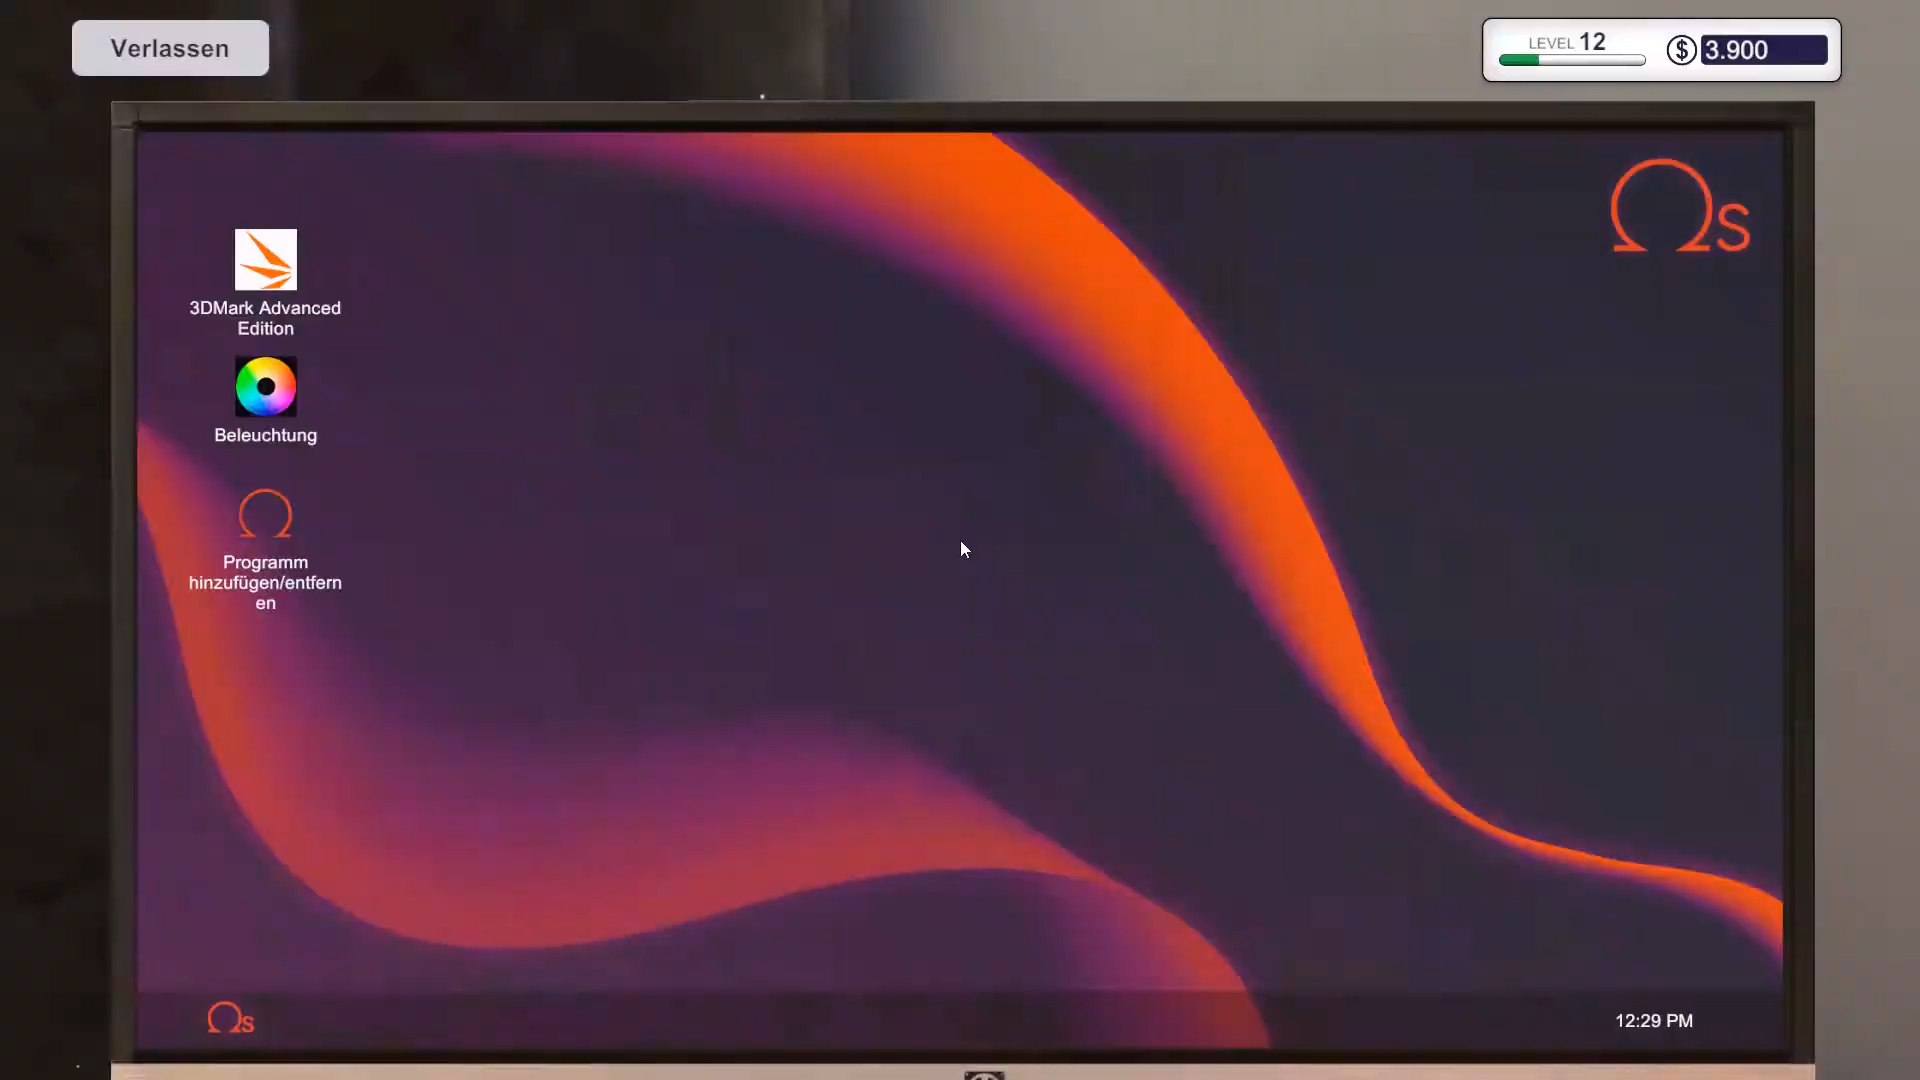 Verlassen
LEVEL 12
$ 3.900
Ωs
3DMark Advanced
Edition
Beleuchtung
Programm
hinzufügen/entfern
en
Ωs
12:29 PM